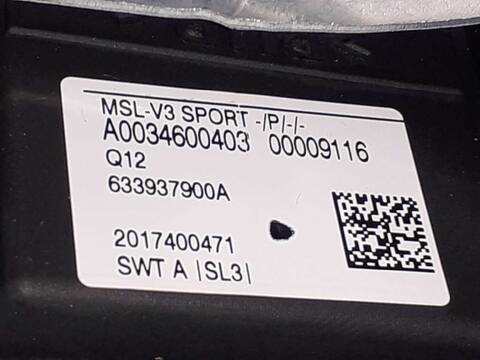 MSL-V3 SPORT -/P/-/-
A0034600403 00009116
Q12
633937900A
2017400471
SWT A |SL3|